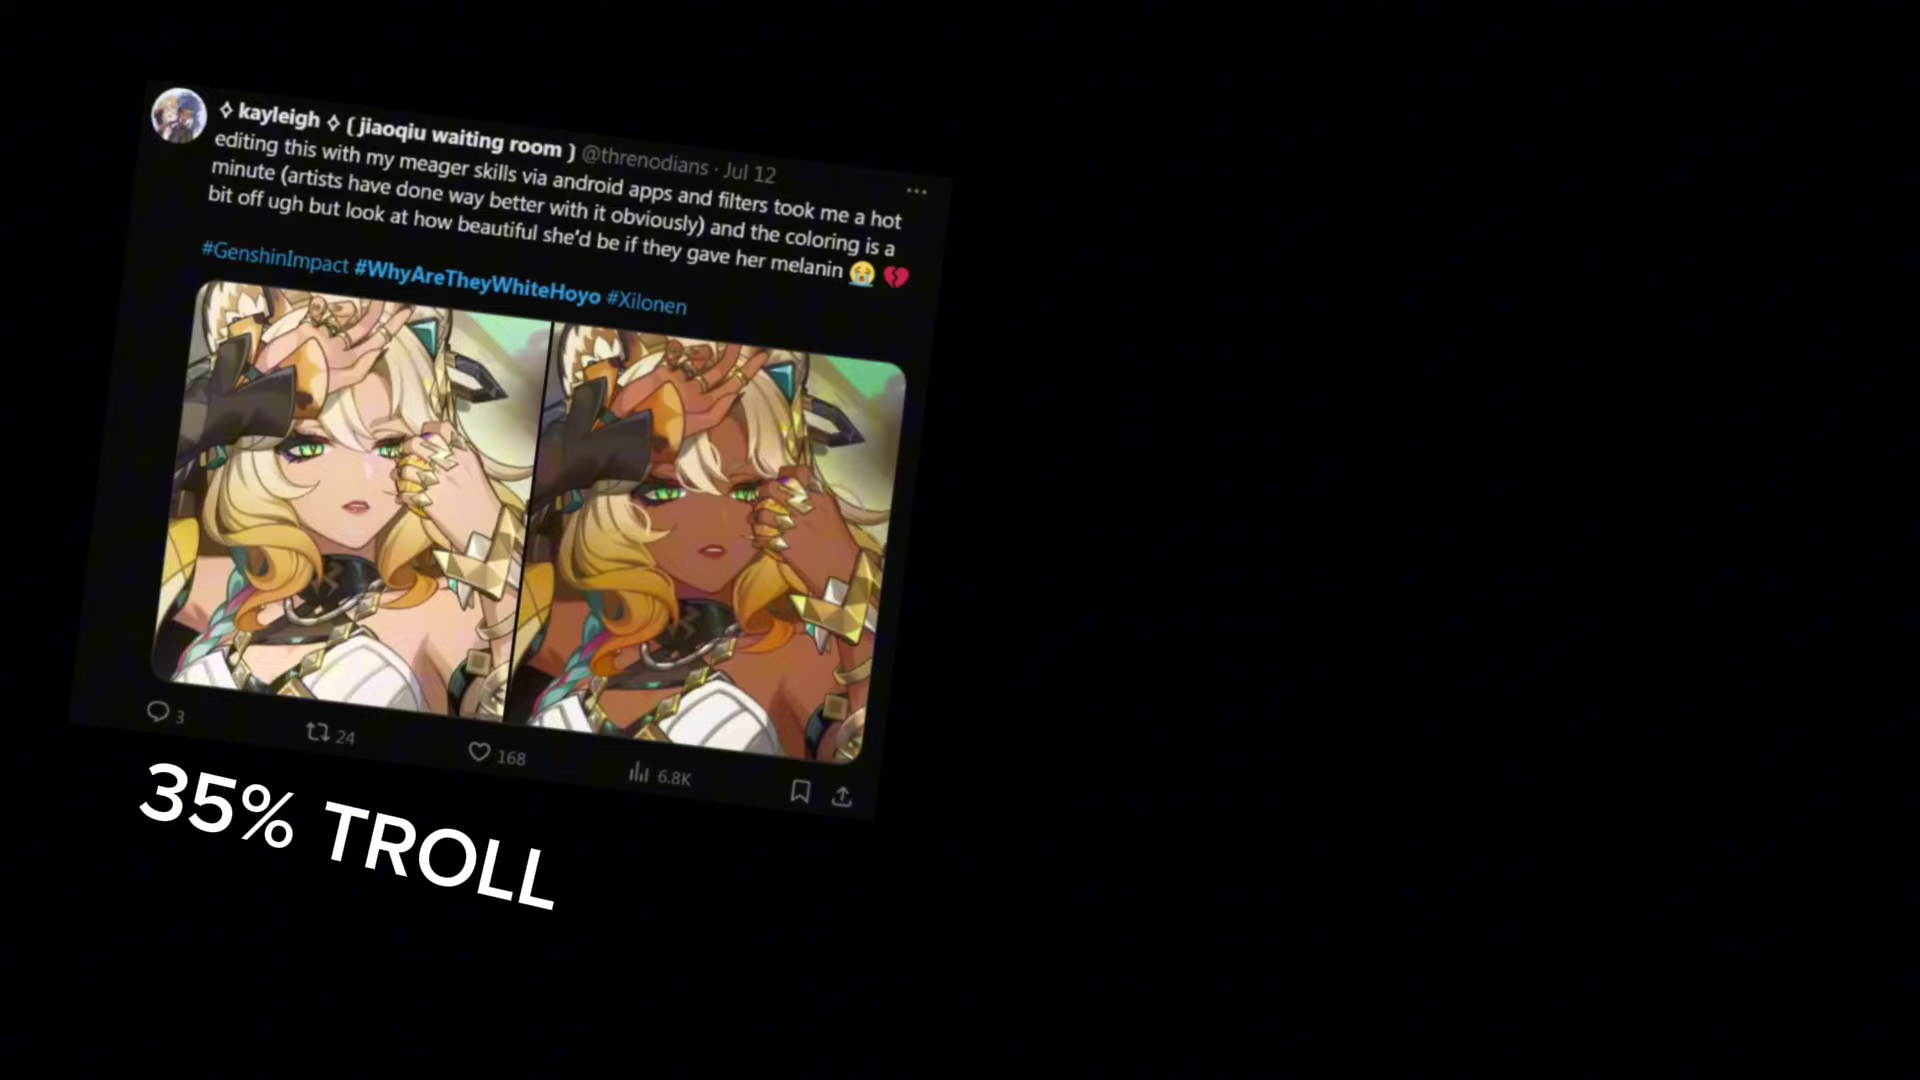 ✧ kayleigh ✧ ( jiaoqiu waiting room ) @threnodians · Jul 12
editing this with my meager skills via android apps and filters took me a hot
minute (artists have done way better with it obviously) and the coloring is a
bit off ugh but look at how beautiful she'd be if they gave her melanin 😭 💔
#GenshinImpact #WhyAreTheyWhiteHoyo #Xilonen
3 24 168 6.8K
35% TROLL